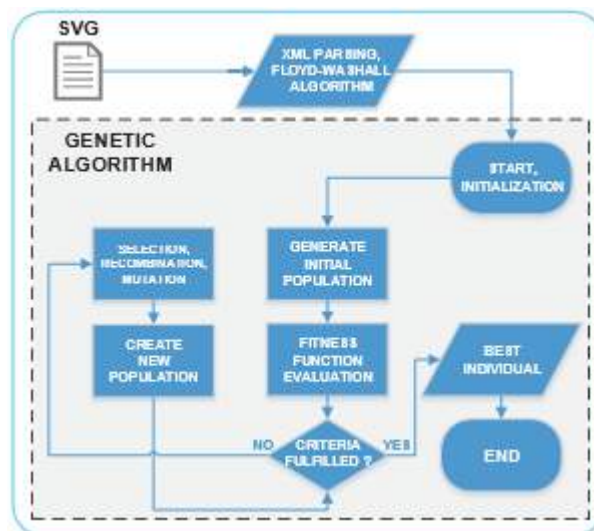 SVG
XML PARSING,
FLOYD-WASHALL
ALGORITHM
GENETIC
ALGORITHM
START,
INITIALIZATION
SELECTION,
RECOMBINATION,
MUTATION
GENERATE
INITIAL
POPULATION
CREATE
NEW
POPULATION
FITNESS
FUNCTION
EVALUATION
BEST
INDIVIDUAL
NO
CRITERIA
FULFILLED ?
YES
END